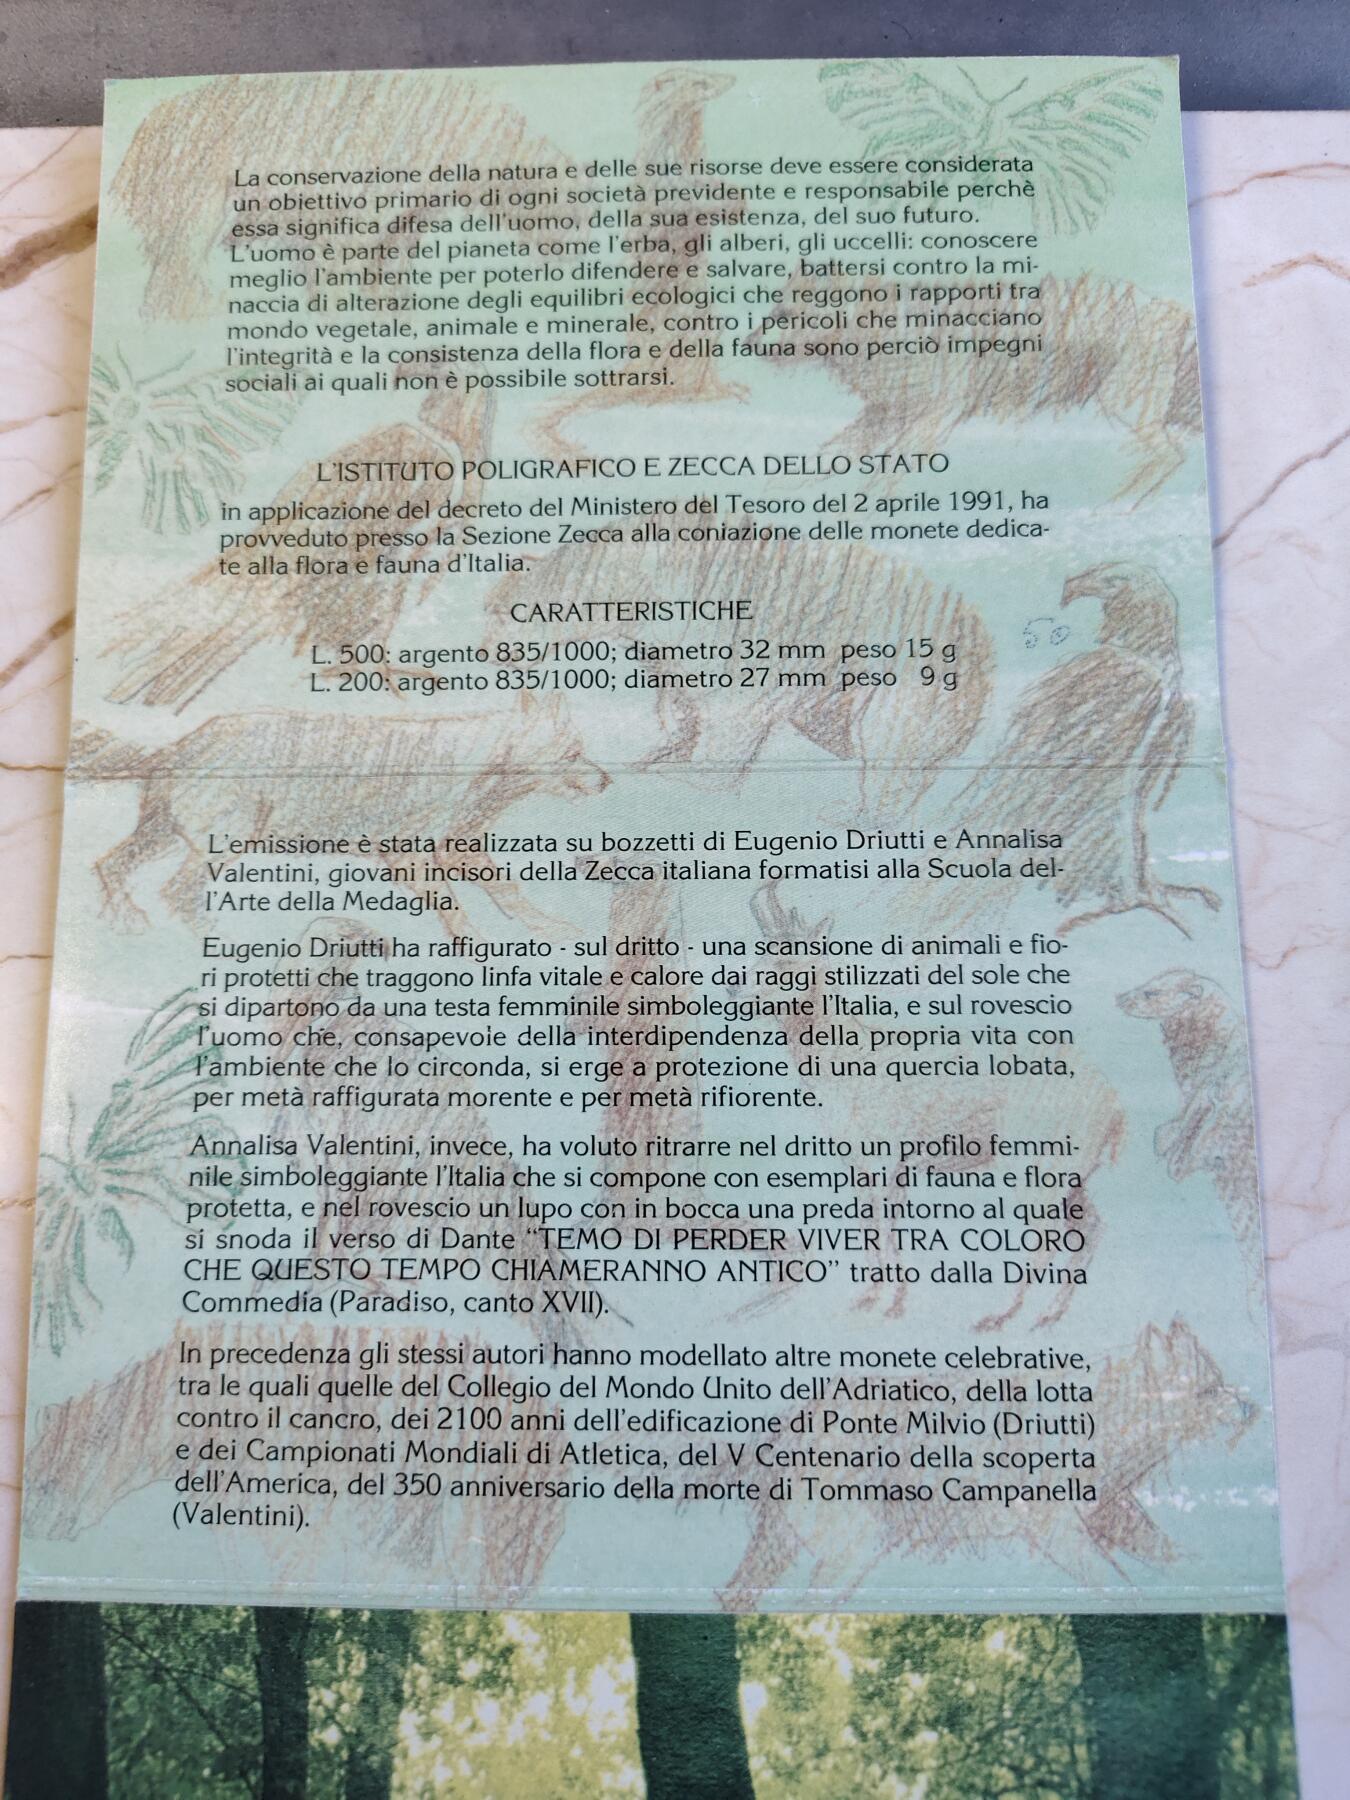 La conservazione della natura e delle sue risorse deve essere considerata
un obiettivo primario di ogni società previdente e responsabile perchè
essa significa difesa dell'uomo, della sua esistenza, del suo futuro.
L'uomo è parte del pianeta come l'erba, gli alberi, gli uccelli: conoscere
meglio l'ambiente per poterlo difendere e salvare, battersi contro la mi-
naccia di alterazione degli equilibri ecologici che reggono i rapporti tra
mondo vegetale, animale e minerale, contro i pericoli che minacciano
l'integrità e la consistenza della flora e della fauna sono perciò impegni
sociali ai quali non è possibile sottrarsi.
L'ISTITUTO POLIGRAFICO E ZECCA DELLO STATO
in applicazione del decreto del Ministero del Tesoro del 2 aprile 1991, ha
provveduto presso la Sezione Zecca alla coniazione delle monete dedica-
te alla flora e fauna d'Italia.
CARATTERISTICHE
50
L. 500: argento 835/1000; diametro 32 mm peso 15 g
L. 200: argento 835/1000; diametro 27 mm peso 9 g
L'emissione è stata realizzata su bozzetti di Eugenio Driutti e Annalisa
Valentini, giovani incisori della Zecca italiana formatisi alla Scuola del-
l'Arte della Medaglia.
Eugenio Driutti ha raffigurato - sul dritto - una scansione di animali e fio-
ri protetti che traggono linfa vitale e calore dai raggi stilizzati del sole che
si dipartono da una testa femminile simboleggiante l'Italia, e sul rovescio
l'uomo che, consapevole della interdipendenza della propria vita con
l'ambiente che lo circonda, si erge a protezione di una quercia lobata,
per metà raffigurata morente e per metà rifiorente.
Annalisa Valentini, invece, ha voluto ritrarre nel dritto un profilo femmi-
nile simboleggiante l'Italia che si compone con esemplari di fauna e flora
protetta, e nel rovescio un lupo con in bocca una preda intorno al quale
si snoda il verso di Dante "TEMO DI PERDER VIVER TRA COLORO
CHE QUESTO TEMPO CHIAMERANNO ANTICO" tratto dalla Divina
Commedia (Paradiso, canto XVII).
In precedenza gli stessi autori hanno modellato altre monete celebrative,
tra le quali quelle del Collegio del Mondo Unito dell'Adriatico, della lotta
contro il cancro, dei 2100 anni dell'edificazione di Ponte Milvio (Driutti)
e dei Campionati Mondiali di Atletica, del V Centenario della scoperta
dell'America, del 350 anniversario della morte di Tommaso Campanella
(Valentini).